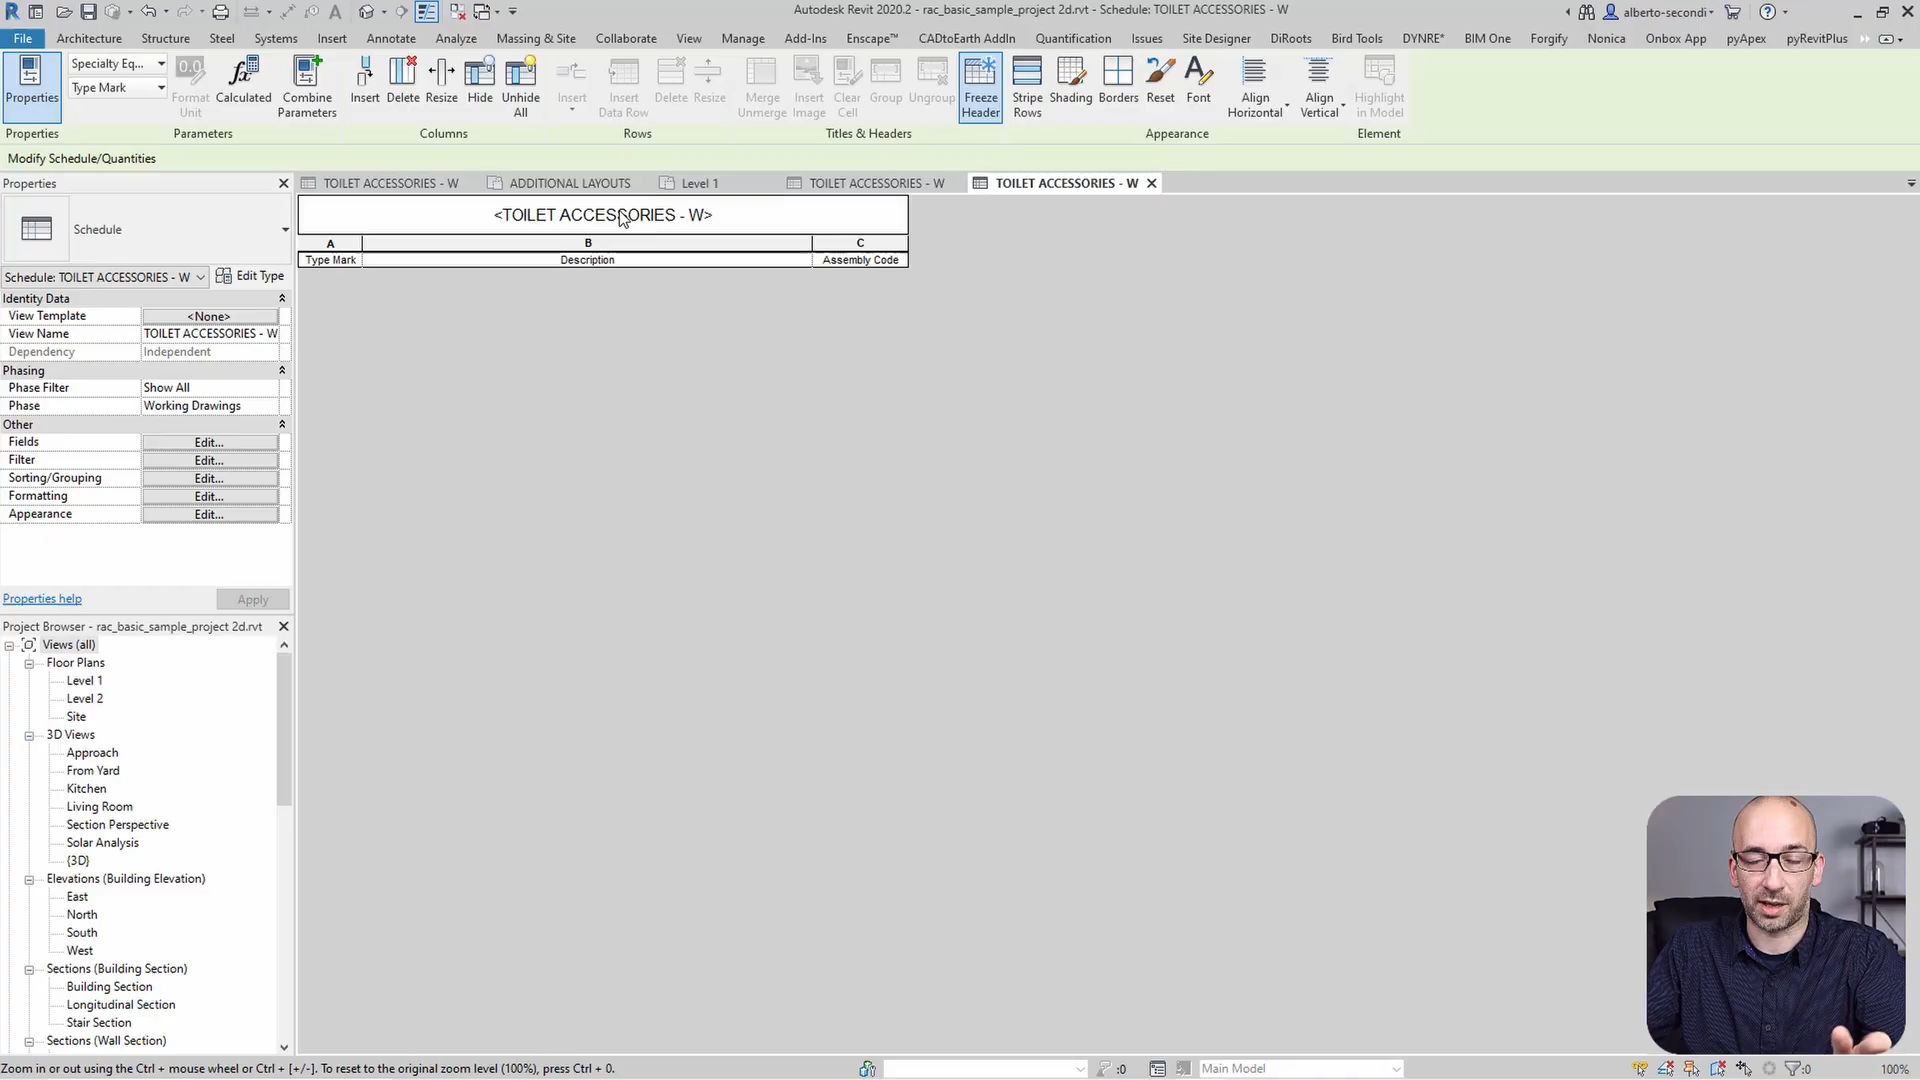 Autodesk Revit 2020.2 - rac_basic_sample_project 2d.rvt - Schedule: TOILET ACCESSORIES - W
alberto-secondi
File Architecture Structure Steel Systems Insert Annotate Analyze Massing & Site Collaborate View Manage Add-Ins Enscape™ CADtoEarth AddIn Quantification Issues Site Designer DiRoots Bird Tools DYNRE* BIM One Forgify Nonica Onbox App pyApex pyRevitPlus
Specialty Eq...
Type Mark
Properties
Format Unit
Calculated
Combine Parameters
Insert Delete Resize Hide Unhide All
Insert
Insert Data Row
Delete Resize
Merge Unmerge
Insert Image
Clear Cell
Group Ungroup
Freeze Header
Stripe Rows
Shading Borders Reset Font
Align Horizontal
Align Vertical
Highlight in Model
Properties Parameters Columns Rows Titles & Headers Appearance Element
Modify Schedule/Quantities
Properties
TOILET ACCESSORIES - W ADDITIONAL LAYOUTS Level 1 TOILET ACCESSORIES - W TOILET ACCESSORIES - W
<TOILET ACCESSORIES - W>
A B C
Type Mark Description Assembly Code
Schedule
Schedule: TOILET ACCESSORIES - W Edit Type
Identity Data
View Template <None>
View Name TOILET ACCESSORIES - W
Dependency Independent
Phasing
Phase Filter Show All
Phase Working Drawings
Other
Fields Edit...
Filter Edit...
Sorting/Grouping Edit...
Formatting Edit...
Appearance Edit...
Properties help Apply
Project Browser - rac_basic_sample_project 2d.rvt
Views (all)
Floor Plans
Level 1
Level 2
Site
3D Views
Approach
From Yard
Kitchen
Living Room
Section Perspective
Solar Analysis
{3D}
Elevations (Building Elevation)
East
North
South
West
Sections (Building Section)
Building Section
Longitudinal Section
Stair Section
Sections (Wall Section)
Zoom in or out using the Ctrl + mouse wheel or Ctrl + [+/-]. To reset to the original zoom level (100%), press Ctrl + 0.
:0
Main Model
:0
100%